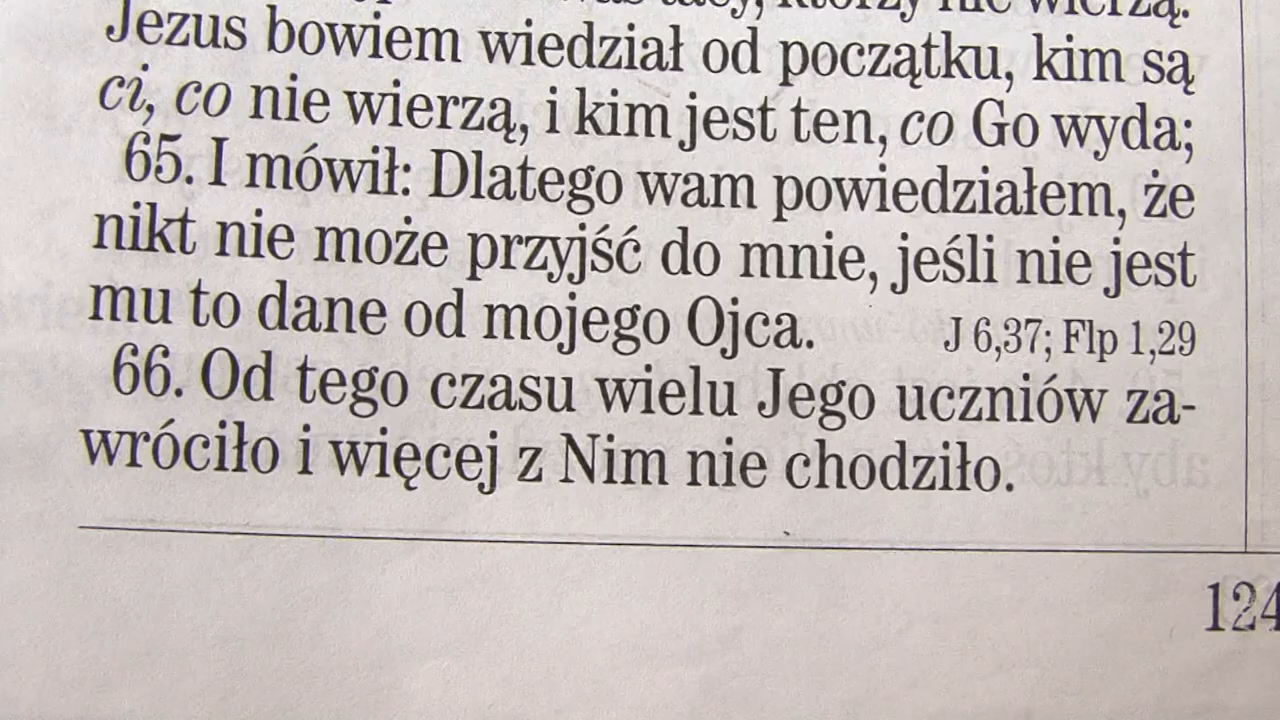 którzy nie wierzą.
Jezus bowiem wiedział od początku, kim są
ci, co nie wierzą, i kim jest ten, co Go wyda;
65. I mówił: Dlatego wam powiedziałem, że
nikt nie może przyjść do mnie, jeśli nie jest
mu to dane od mojego Ojca. J 6,37; Flp 1,29
66. Od tego czasu wielu Jego uczniów za-
wróciło i więcej z Nim nie chodziło.
124